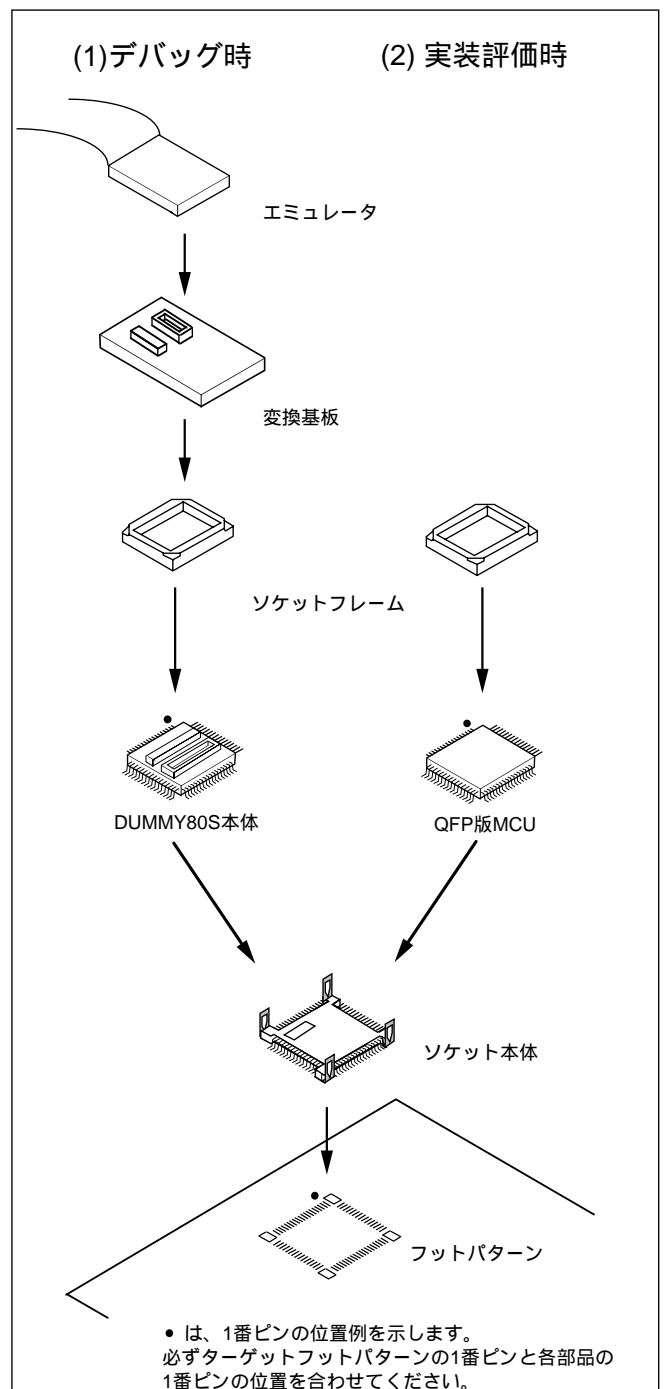 (1)デバッグ時
(2) 実装評価時
エミュレータ
変換基板
ソケットフレーム
DUMMY80S本体
QFP版MCU
ソケット本体
フットパターン
● は、1番ピンの位置例を示します。
必ずターゲットフットパターンの1番ピンと各部品の
1番ピンの位置を合わせてください。